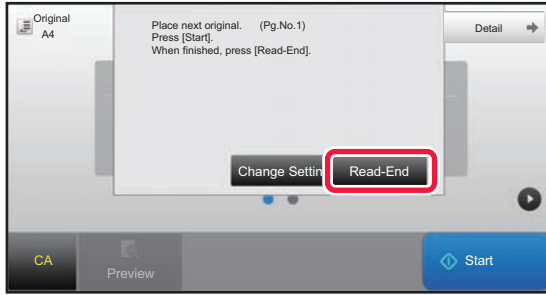 Original
A4
Place next original. (Pg.No.1)
Press [Start].
When finished, press [Read-End].
Detail
Change Settin
Read-End
CA
Preview
Start